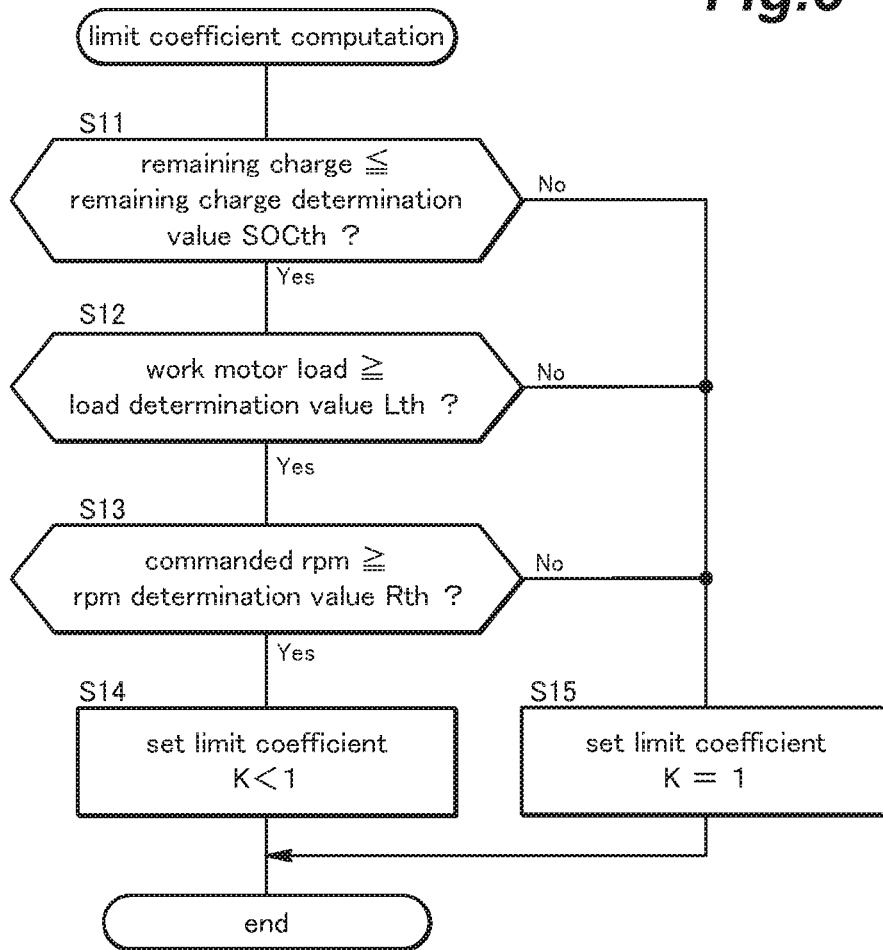 limit coefficient computation
S11
remaining charge ≦
remaining charge determination
value SOCth ?
No
Yes
S12
work motor load ≧
load determination value Lth ?
No
Yes
S13
commanded rpm ≧
rpm determination value Rth ?
No
Yes
S14
set limit coefficient
K<1
S15
set limit coefficient
K = 1
end